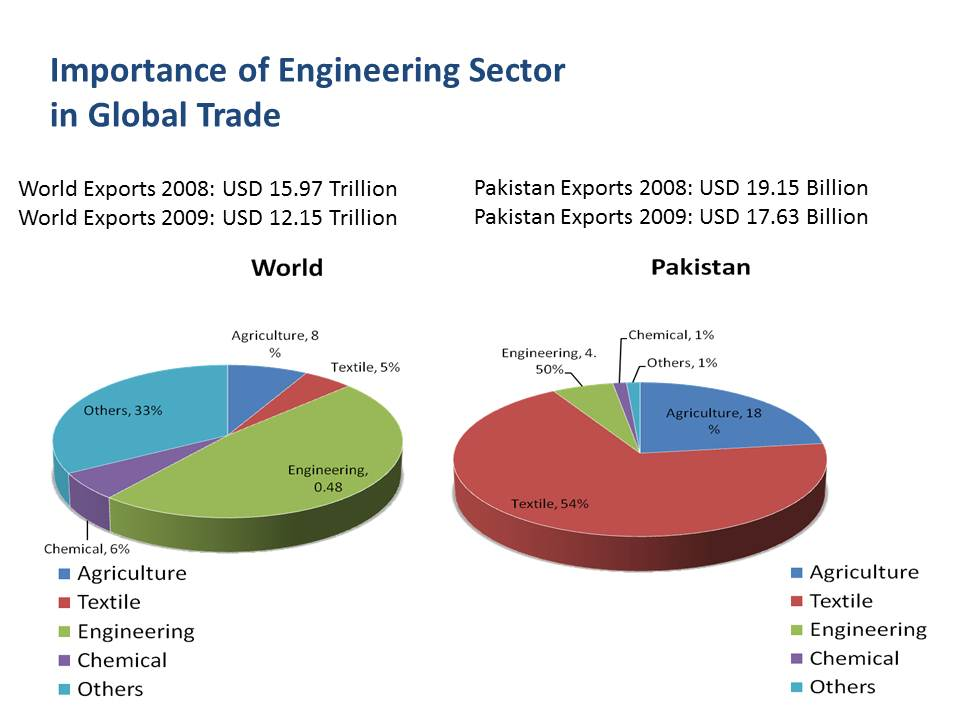 Importance of Engineering Sector
in Global Trade
World Exports 2008: USD 15.97 Trillion
World Exports 2009: USD 12.15 Trillion
Pakistan Exports 2008: USD 19.15 Billion
Pakistan Exports 2009: USD 17.63 Billion
World
Agriculture, 8
%
Textile, 5%
Others, 33%
Engineering,
0.48
Chemical, 6%
Agriculture
Textile
Engineering
Chemical
Others
Pakistan
Chemical, 1%
Engineering, 4.
50%
Others, 1%
Agriculture, 18
%
Textile, 54%
Agriculture
Textile
Engineering
Chemical
Others